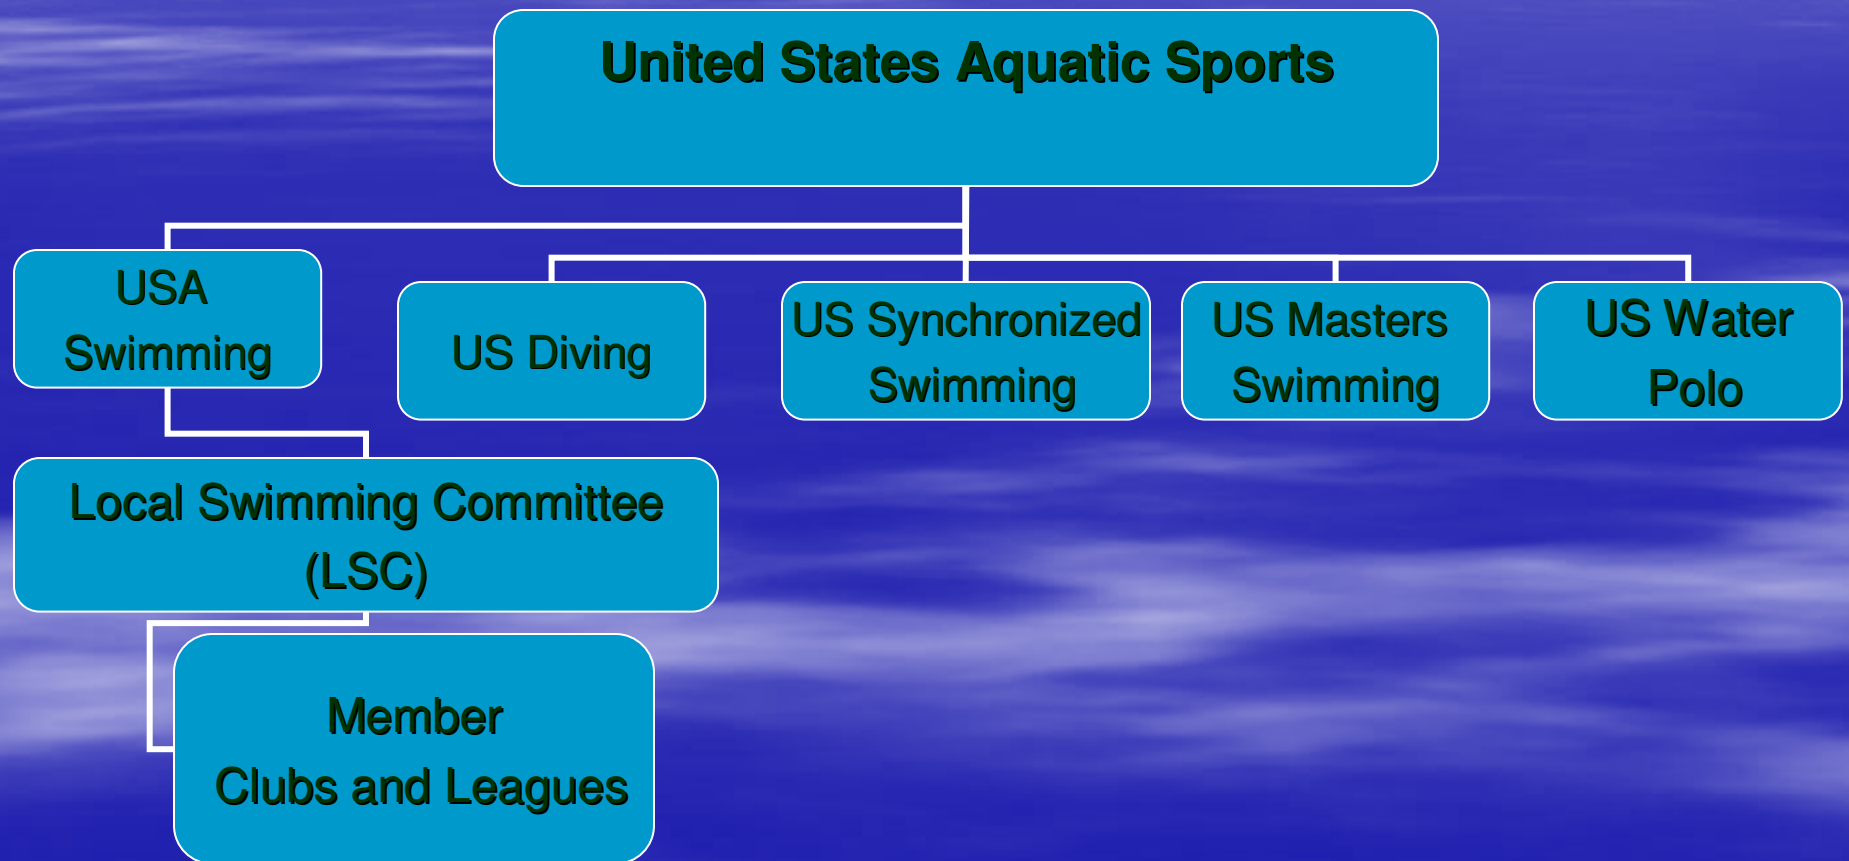 United States Aquatic Sports
USA
Swimming
US Diving
US Synchronized
Swimming
US Masters
Swimming
US Water
Polo
Local Swimming Committee
(LSC)
Member
Clubs and Leagues